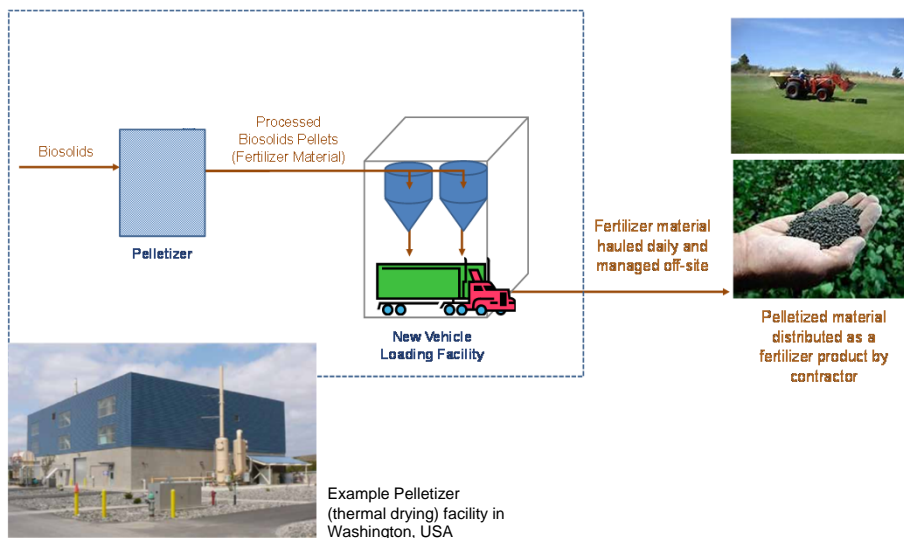 Biosolids
Processed
Biosolids Pellets
(Fertilizer Material)
Pelletizer
New Vehicle
Loading Facility
Fertilizer material
hauled daily and
managed off-site
Pelletized material
distributed as a
fertilizer product by
contractor
Example Pelletizer
(thermal drying) facility in
Washington, USA